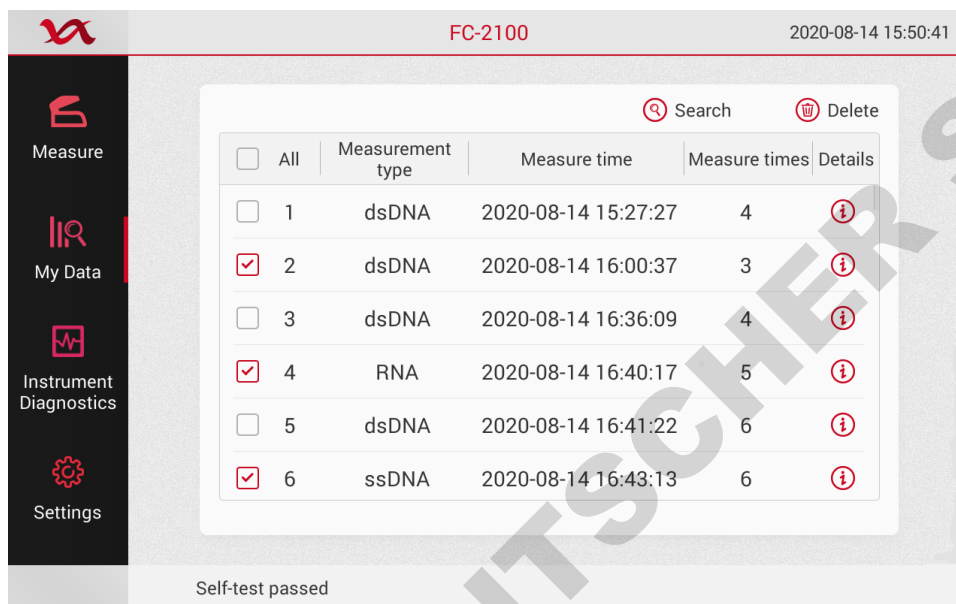 FC-2100
2020-08-14 15:50:41
Measure
My Data
Instrument
Diagnostics
Settings
Search
Delete
All
Measurement
type
Measure time
Measure times
Details
1 dsDNA 2020-08-14 15:27:27 4
2 dsDNA 2020-08-14 16:00:37 3
3 dsDNA 2020-08-14 16:36:09 4
4 RNA 2020-08-14 16:40:17 5
5 dsDNA 2020-08-14 16:41:22 6
6 ssDNA 2020-08-14 16:43:13 6
Self-test passed